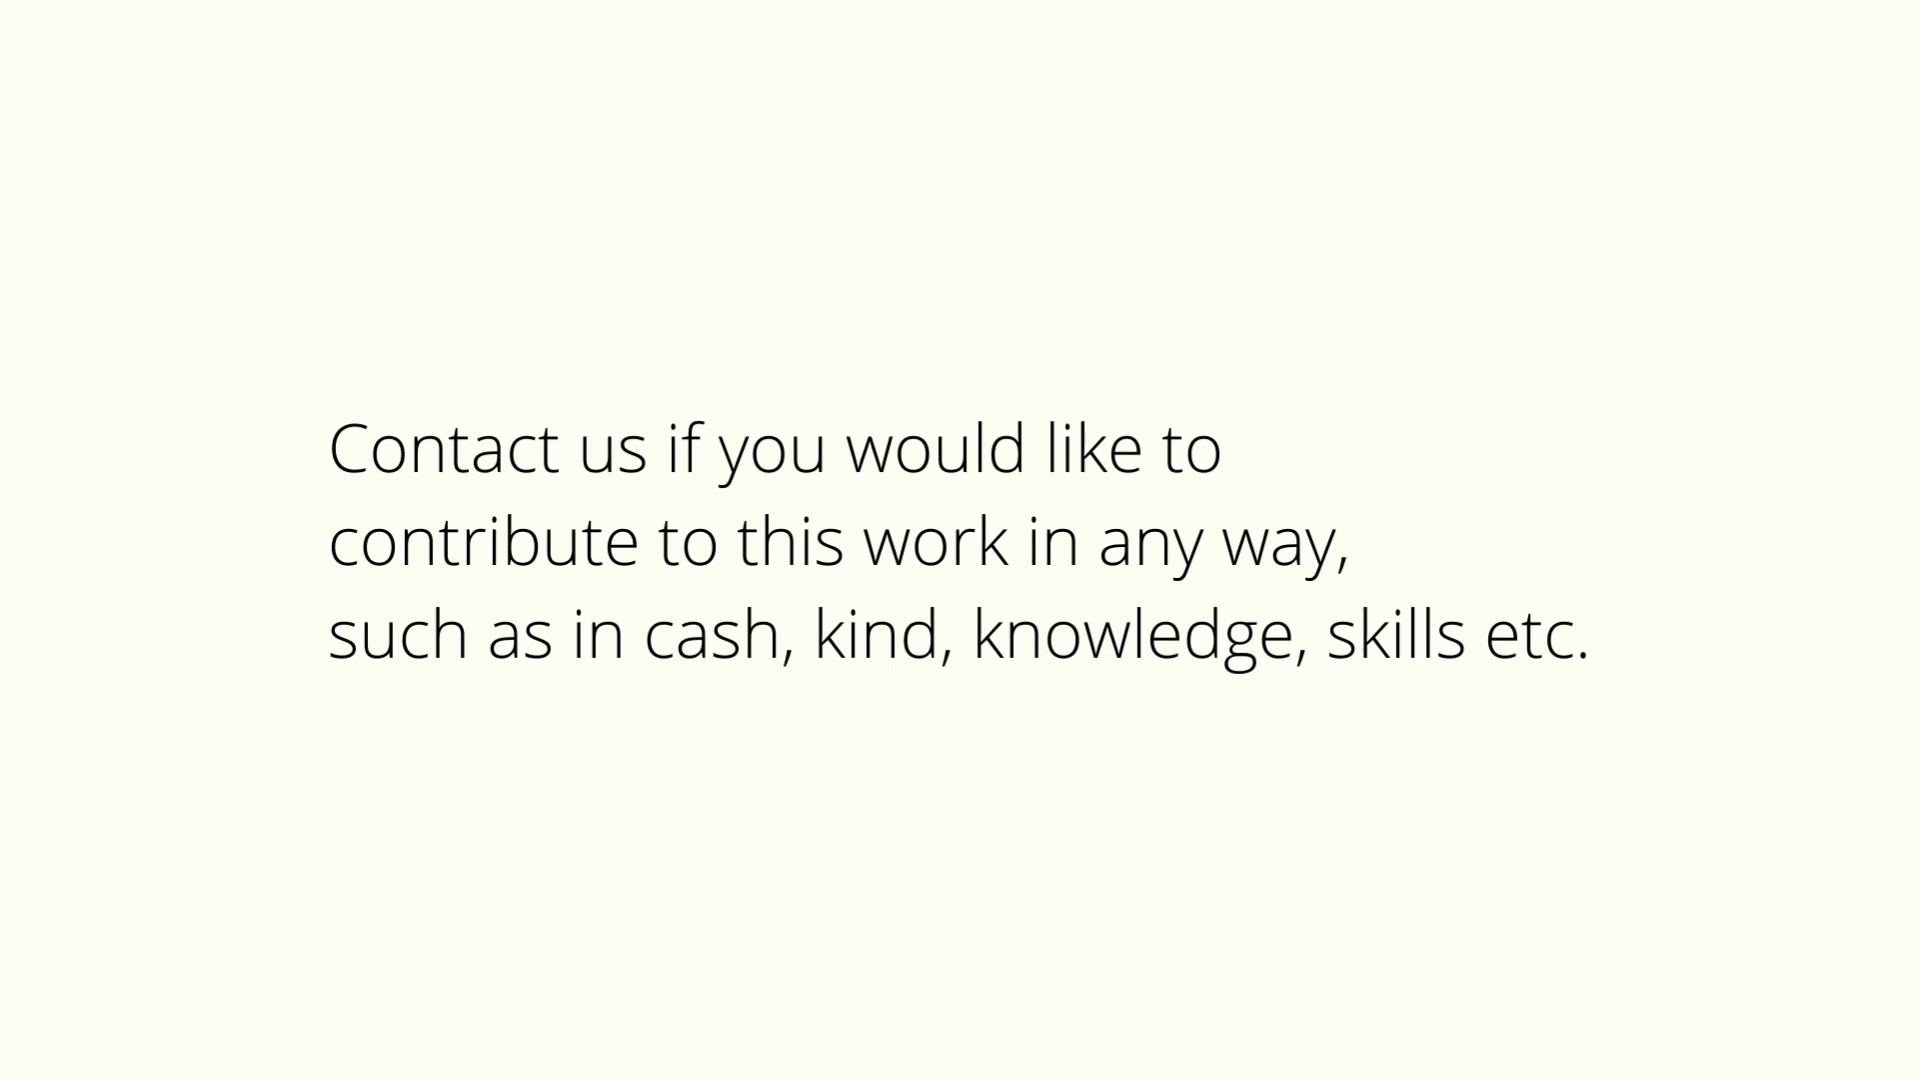 Contact us if you would like to
contribute to this work in any way,
such as in cash, kind, knowledge, skills etc.